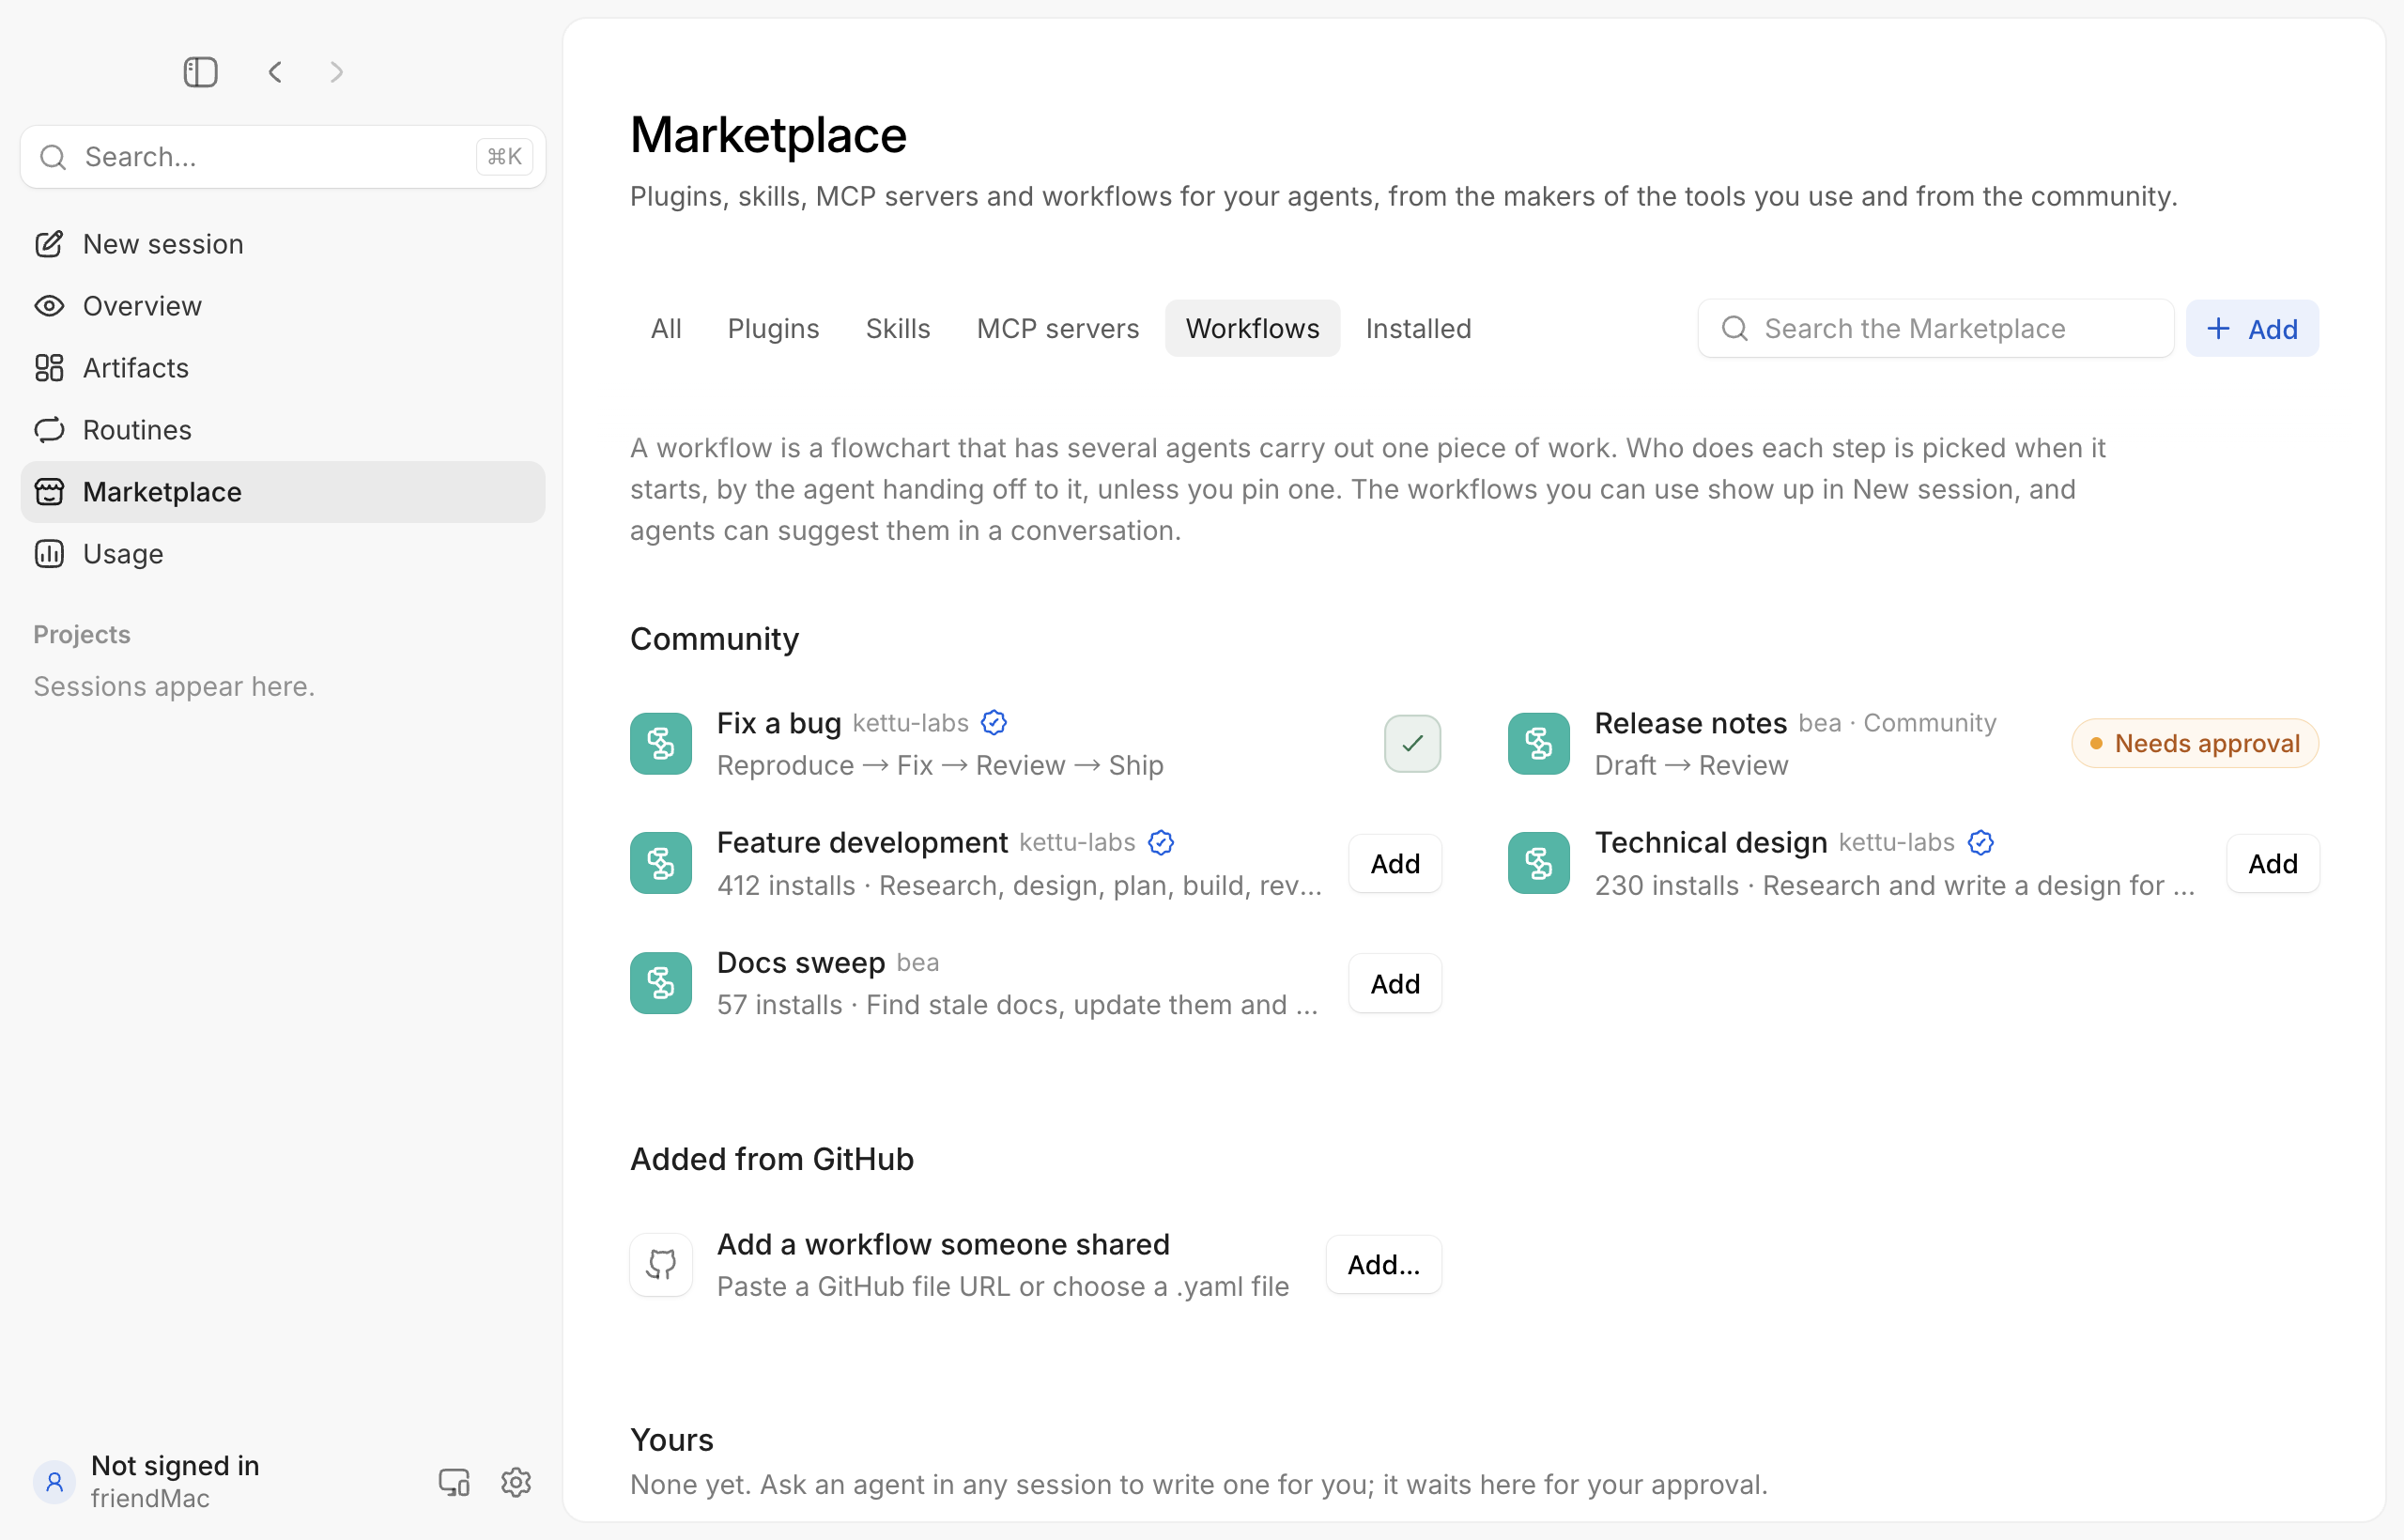 Search...
⌘K
New session
Overview
Artifacts
Routines
Marketplace
Usage
Projects
Sessions appear here.
Not signed in
friendMac
Marketplace
Plugins, skills, MCP servers and workflows for your agents, from the makers of the tools you use and from the community.
All Plugins Skills MCP servers Workflows Installed
Search the Marketplace
+ Add
A workflow is a flowchart that has several agents carry out one piece of work. Who does each step is picked when it
starts, by the agent handing off to it, unless you pin one. The workflows you can use show up in New session, and
agents can suggest them in a conversation.
Community
Fix a bug kettu-labs
Reproduce → Fix → Review → Ship
Release notes bea · Community
Draft → Review
Needs approval
Feature development kettu-labs
412 installs · Research, design, plan, build, rev...
Add
Technical design kettu-labs
230 installs · Research and write a design for ...
Add
Docs sweep bea
57 installs · Find stale docs, update them and ...
Add
Added from GitHub
Add a workflow someone shared
Paste a GitHub file URL or choose a .yaml file
Add...
Yours
None yet. Ask an agent in any session to write one for you; it waits here for your approval.